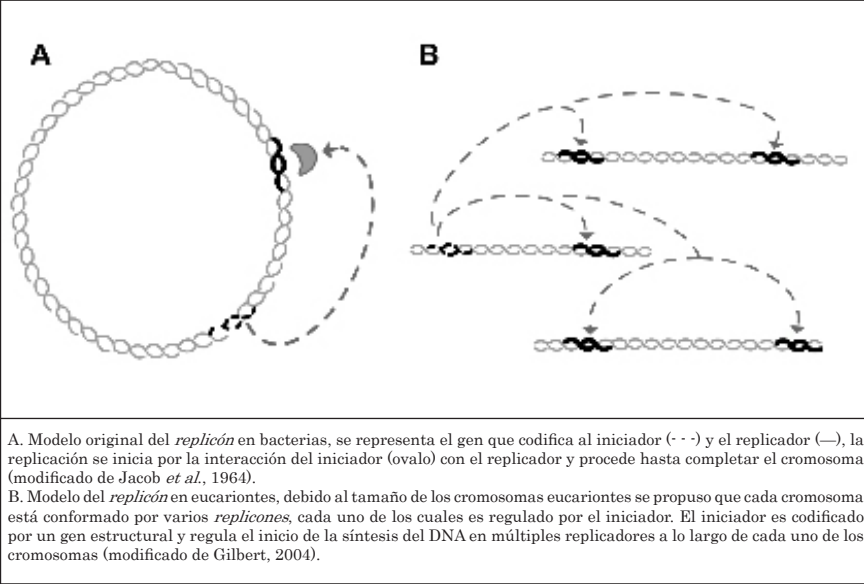 A
B
A. Modelo original del replicón en bacterias, se representa el gen que codifica al iniciador (- - -) y el replicador (—), la
replicación se inicia por la interacción del iniciador (ovalo) con el replicador y procede hasta completar el cromosoma
(modificado de Jacob et al., 1964).
B. Modelo del replicón en eucariontes, debido al tamaño de los cromosomas eucariontes se propuso que cada cromosoma
está conformado por varios replicones, cada uno de los cuales es regulado por el iniciador. El iniciador es codificado
por un gen estructural y regula el inicio de la síntesis del DNA en múltiples replicadores a lo largo de cada uno de los
cromosomas (modificado de Gilbert, 2004).